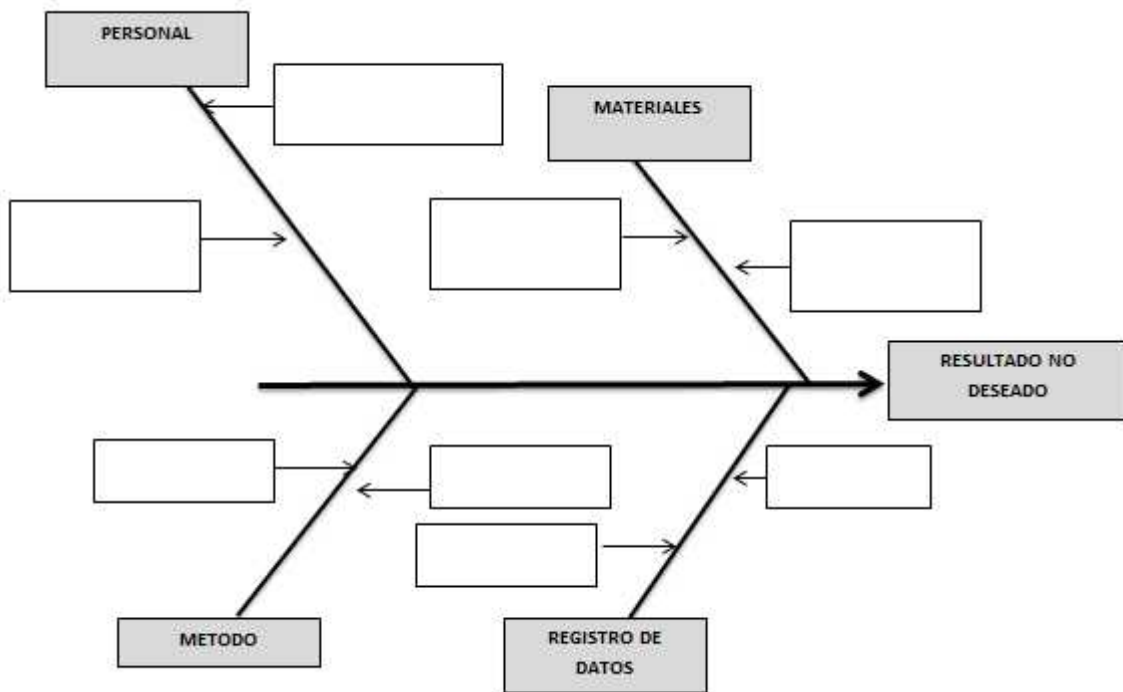 PERSONAL
MATERIALES
RESULTADO NO
DESEADO
METODO
REGISTRO DE
DATOS